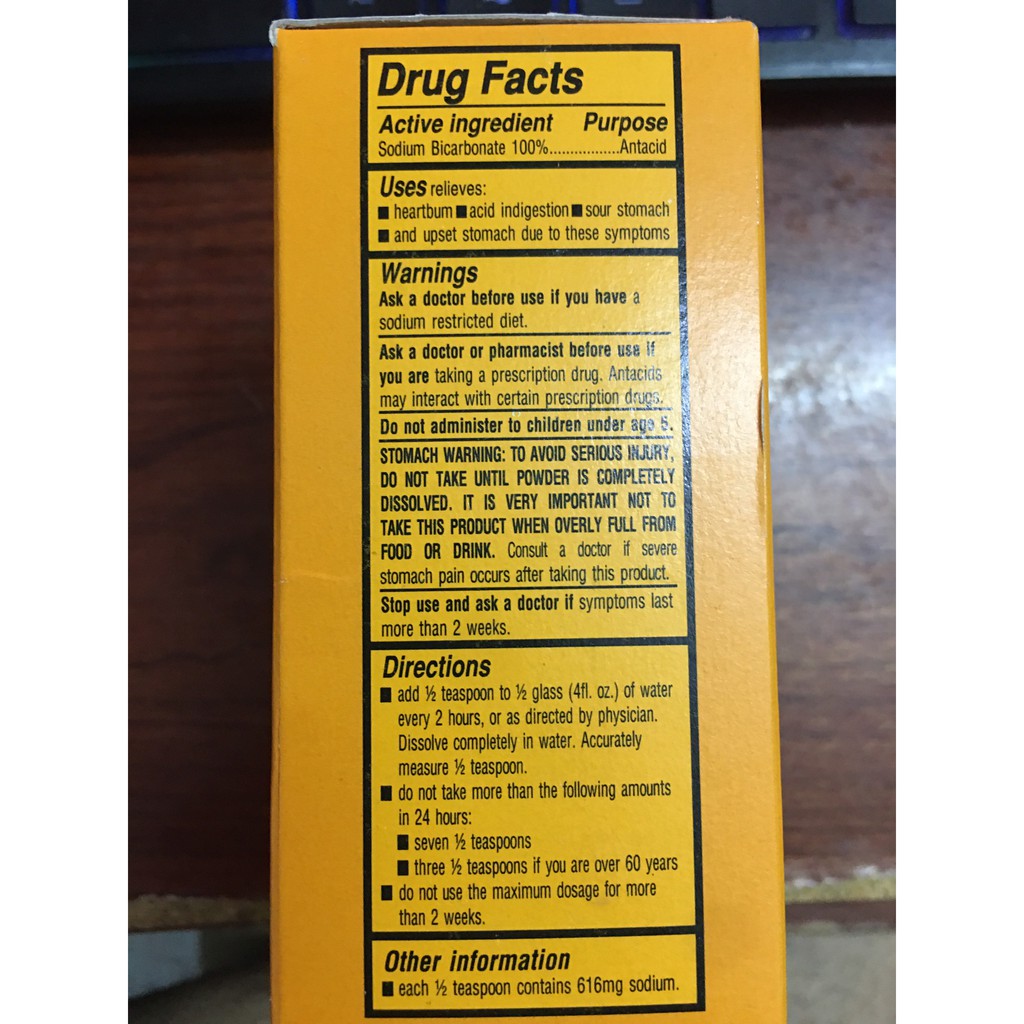 Drug Facts
Active ingredient Purpose
Sodium Bicarbonate 100%.................Antacid
Uses relieves:
■ heartburn ■ acid indigestion ■ sour stomach
■ and upset stomach due to these symptoms
Warnings
Ask a doctor before use if you have a
sodium restricted diet.
Ask a doctor or pharmacist before use if
you are taking a prescription drug. Antacids
may interact with certain prescription drugs.
Do not administer to children under age 5.
STOMACH WARNING: TO AVOID SERIOUS INJURY,
DO NOT TAKE UNTIL POWDER IS COMPLETELY
DISSOLVED. IT IS VERY IMPORTANT NOT TO
TAKE THIS PRODUCT WHEN OVERLY FULL FROM
FOOD OR DRINK. Consult a doctor if severe
stomach pain occurs after taking this product.
Stop use and ask a doctor if symptoms last
more than 2 weeks.
Directions
■ add ½ teaspoon to ½ glass (4fl. oz.) of water
every 2 hours, or as directed by physician.
Dissolve completely in water. Accurately
measure ½ teaspoon.
■ do not take more than the following amounts
in 24 hours:
■ seven ½ teaspoons
■ three ½ teaspoons if you are over 60 years
■ do not use the maximum dosage for more
than 2 weeks.
Other information
■ each ½ teaspoon contains 616mg sodium.